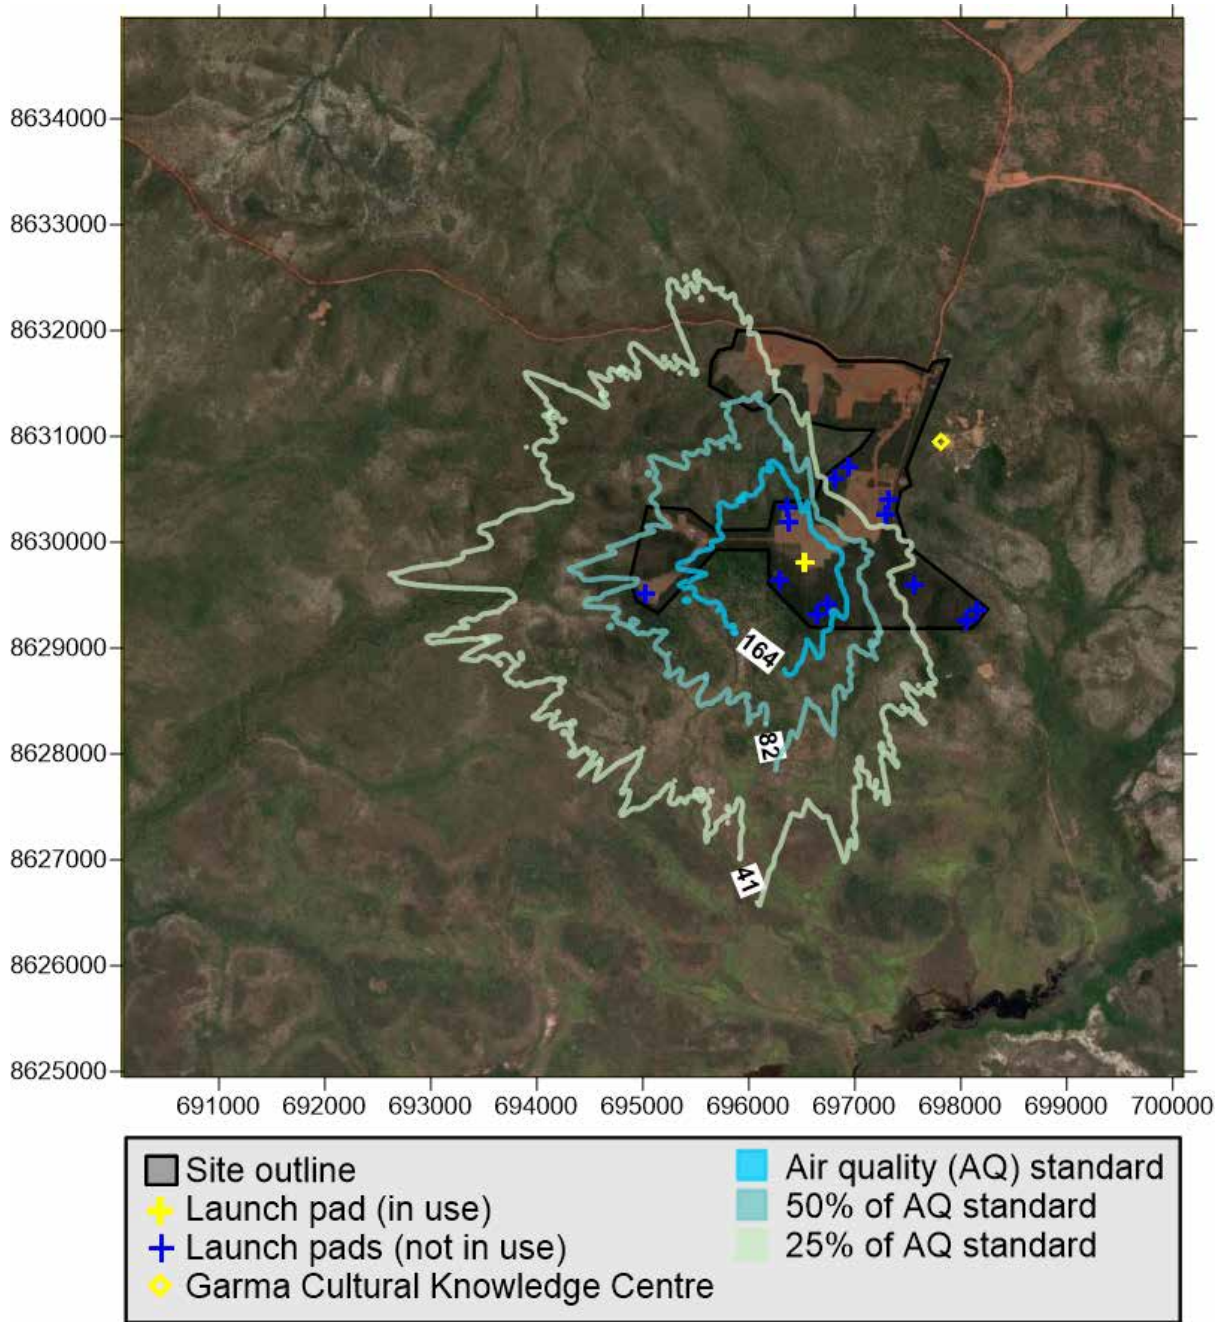 8634000
8633000
8632000
8631000
8630000
8629000
8628000
8627000
8626000
8625000
164
82
41
691000 692000 693000 694000 695000 696000 697000 698000 699000 700000
Site outline
Launch pad (in use)
Launch pads (not in use)
Garma Cultural Knowledge Centre
Air quality (AQ) standard
50% of AQ standard
25% of AQ standard